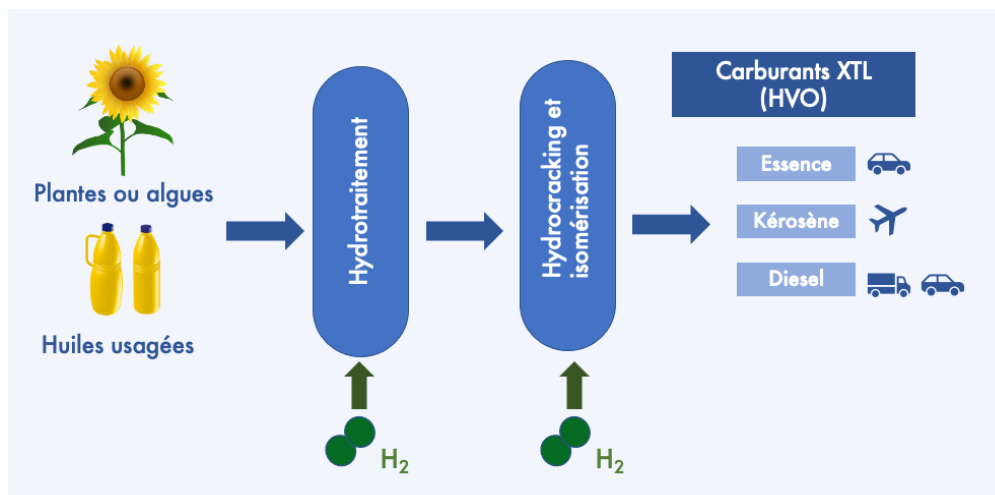 Plantes ou algues
Huiles usagées
Hydrotraitement
H2
Hydrocracking et
isomérisation
H2
Carburants XTL
(HVO)
Essence
Kérosène
Diesel